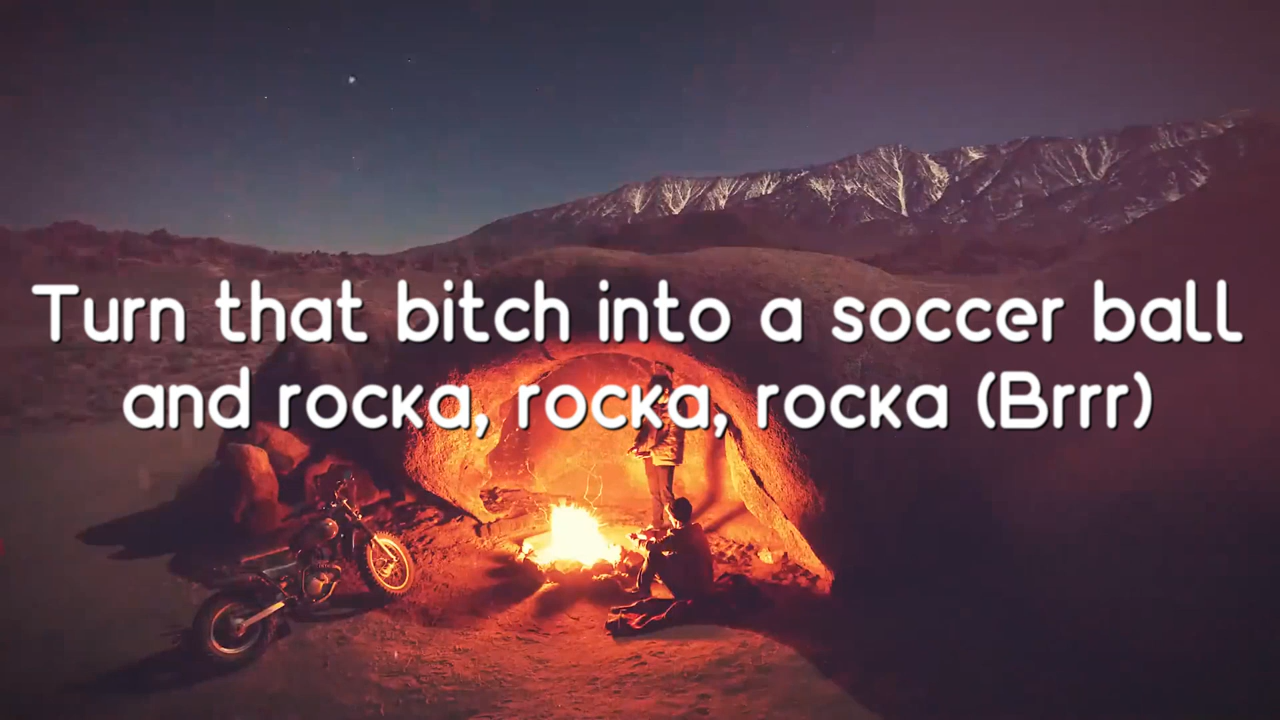 Turn that bitch into a soccer ball
and rocka, rocka, rocka (Brrr)